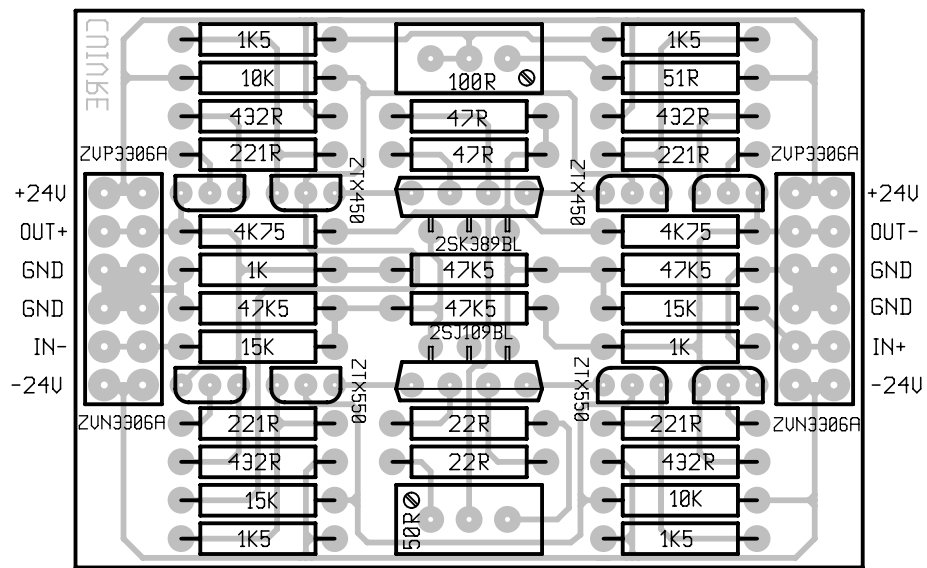 CUIVRE
1K5
10K
432R
221R
100R
47R
47R
1K5
51R
432R
221R
ZVP3306A
ZTX450
ZTX450
ZVP3306A
+24V
OUT+
GND
GND
IN-
-24V
4K75
1K
47K5
15K
2SK389BL
47K5
47K5
2SJ109BL
4K75
47K5
15K
1K
+24V
OUT-
GND
GND
IN+
-24V
ZVN3306A
ZTX550
ZTX550
ZVN3306A
221R
432R
15K
1K5
22R
22R
50R
221R
432R
10K
1K5